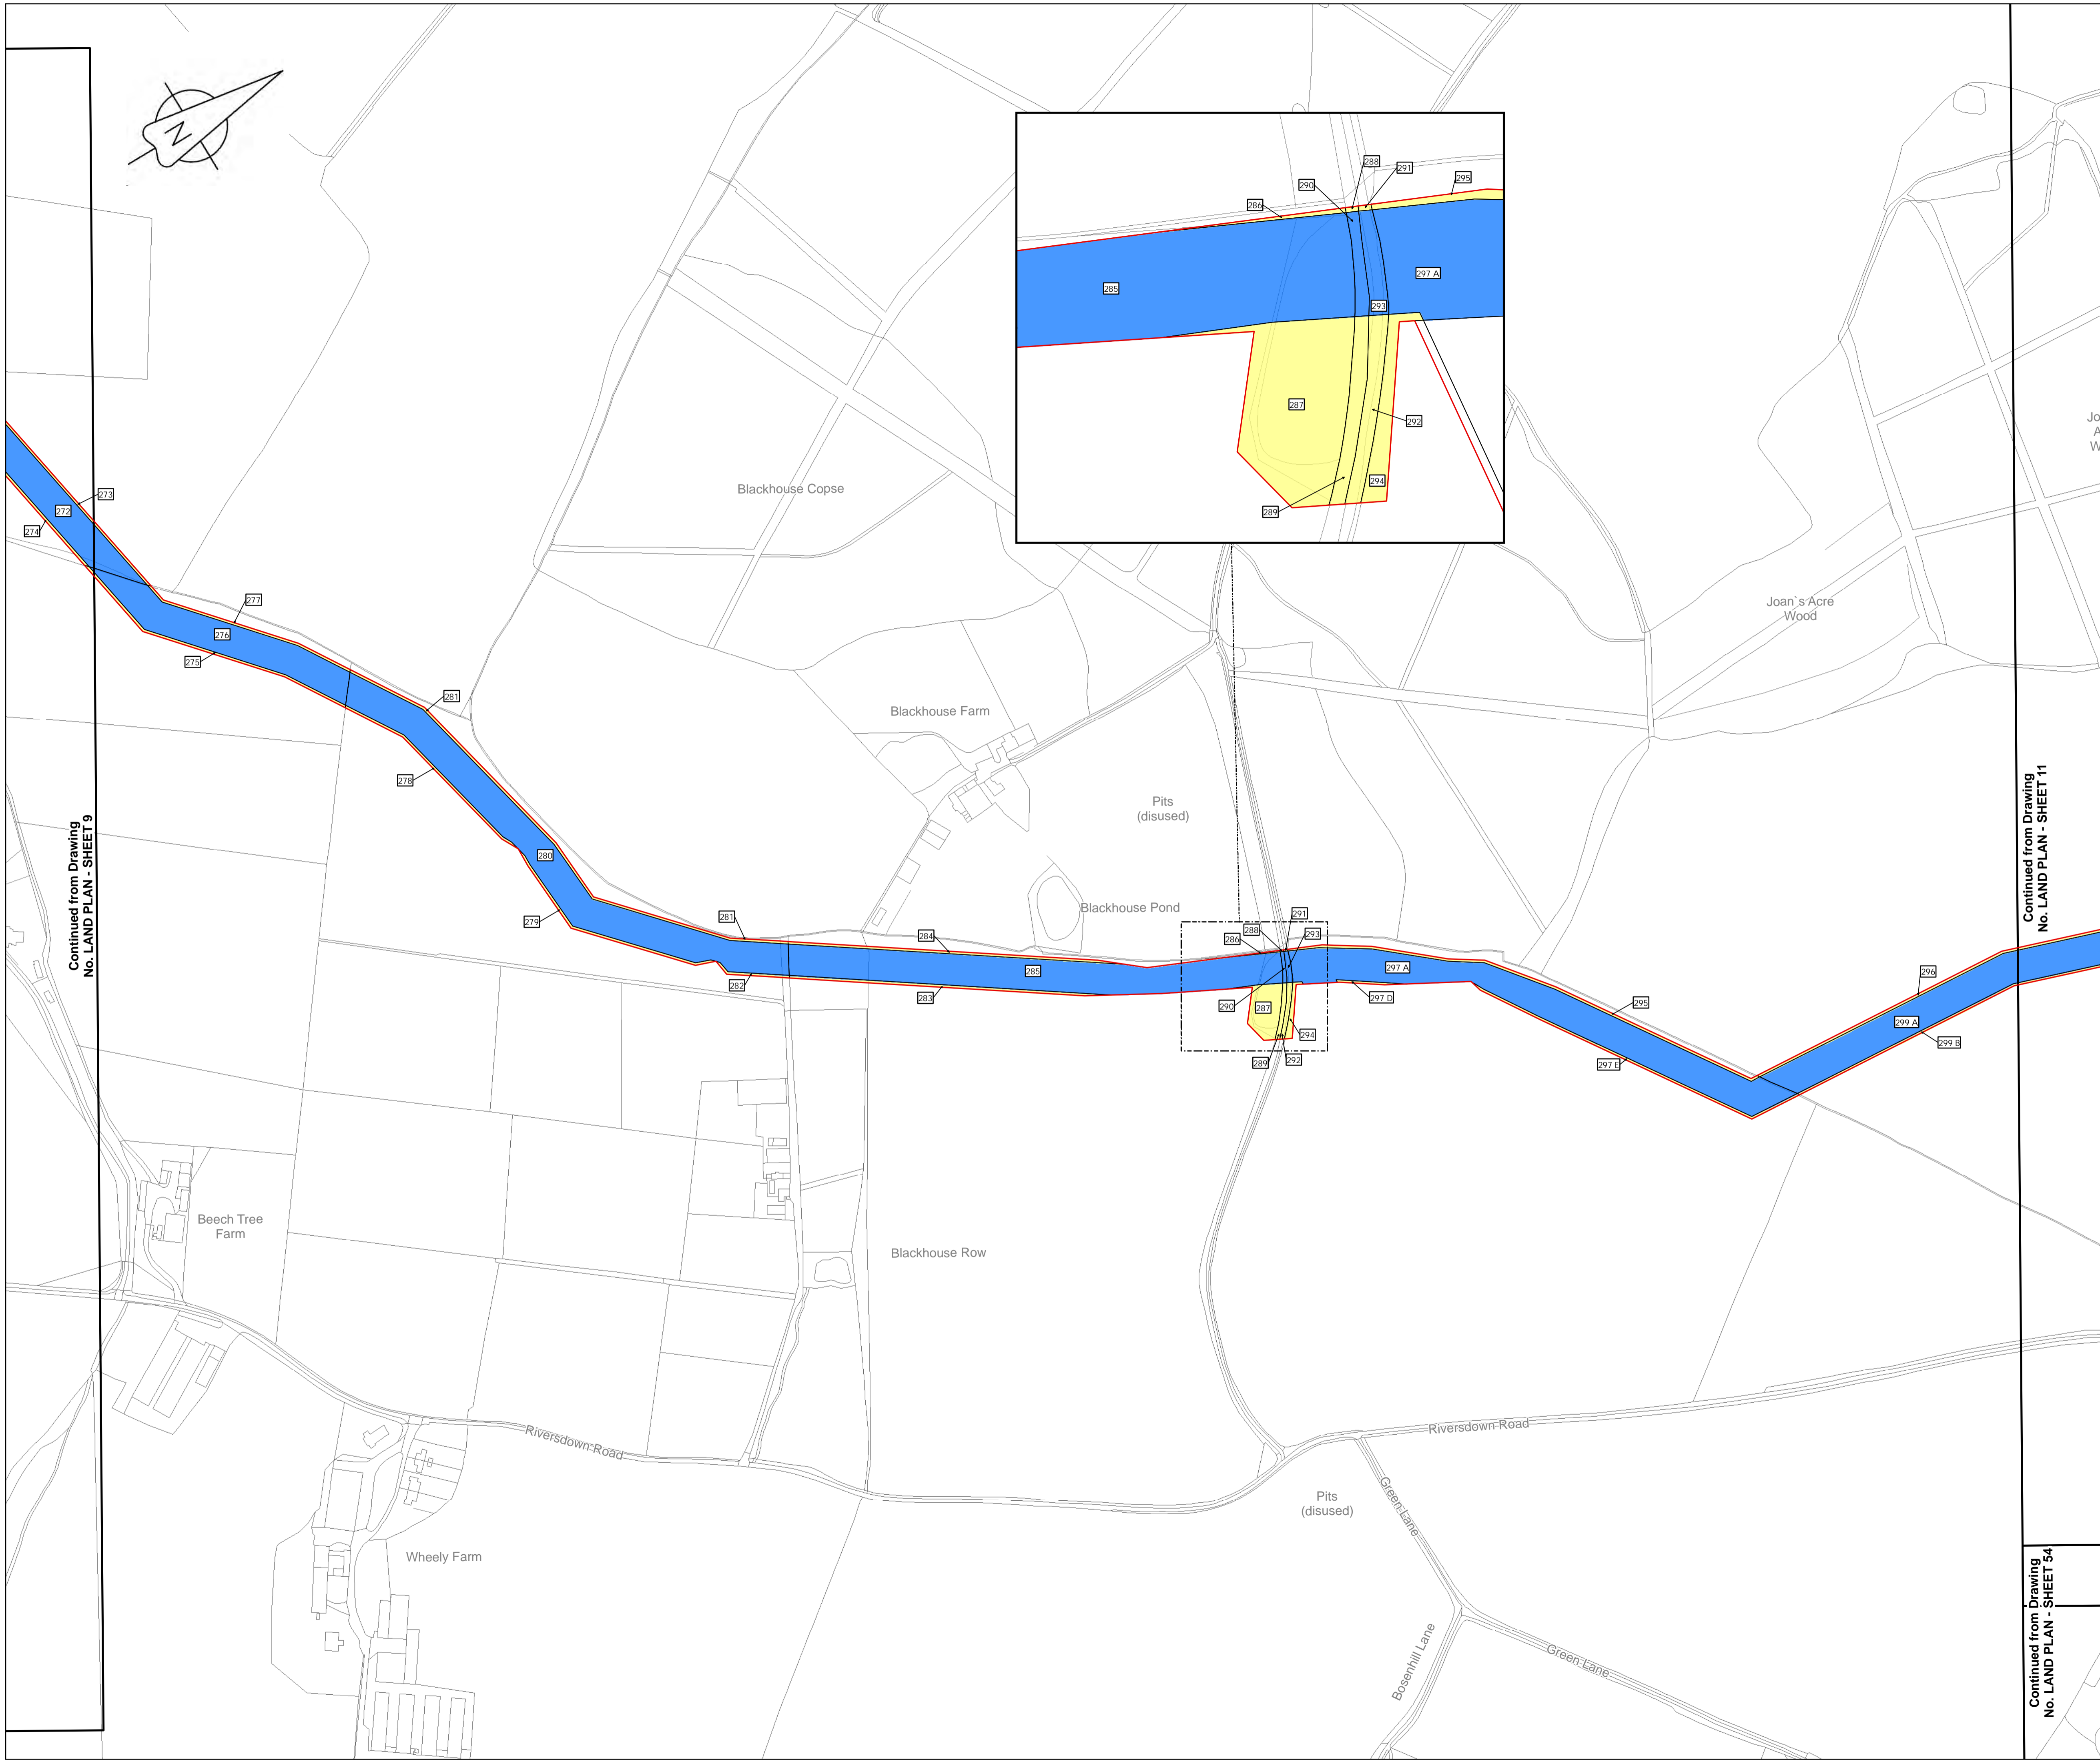 N
288
291
290
295
286
297 A
285
293
287
292
294
289
Jo
A
W
Blackhouse Copse
273
272
274
277
276
275
Joan`s Acre
Wood
281
Blackhouse Farm
278
Pits
(disused)
Continued from Drawing
No. LAND PLAN - SHEET 9
Continued from Drawing
No. LAND PLAN - SHEET 11
280
279
281
Blackhouse Pond
284
288
291
286
293
285
297 A
282
283
290
287
297 D
294
289
292
295
296
299 A
299 B
297 E
Beech Tree
Farm
Blackhouse Row
Riversdown Road
Riversdown Road
Pits
(disused)
Green Lane
Wheely Farm
Bosenhill Lane
Green Lane
Continued from Drawing
No. LAND PLAN - SHEET 54